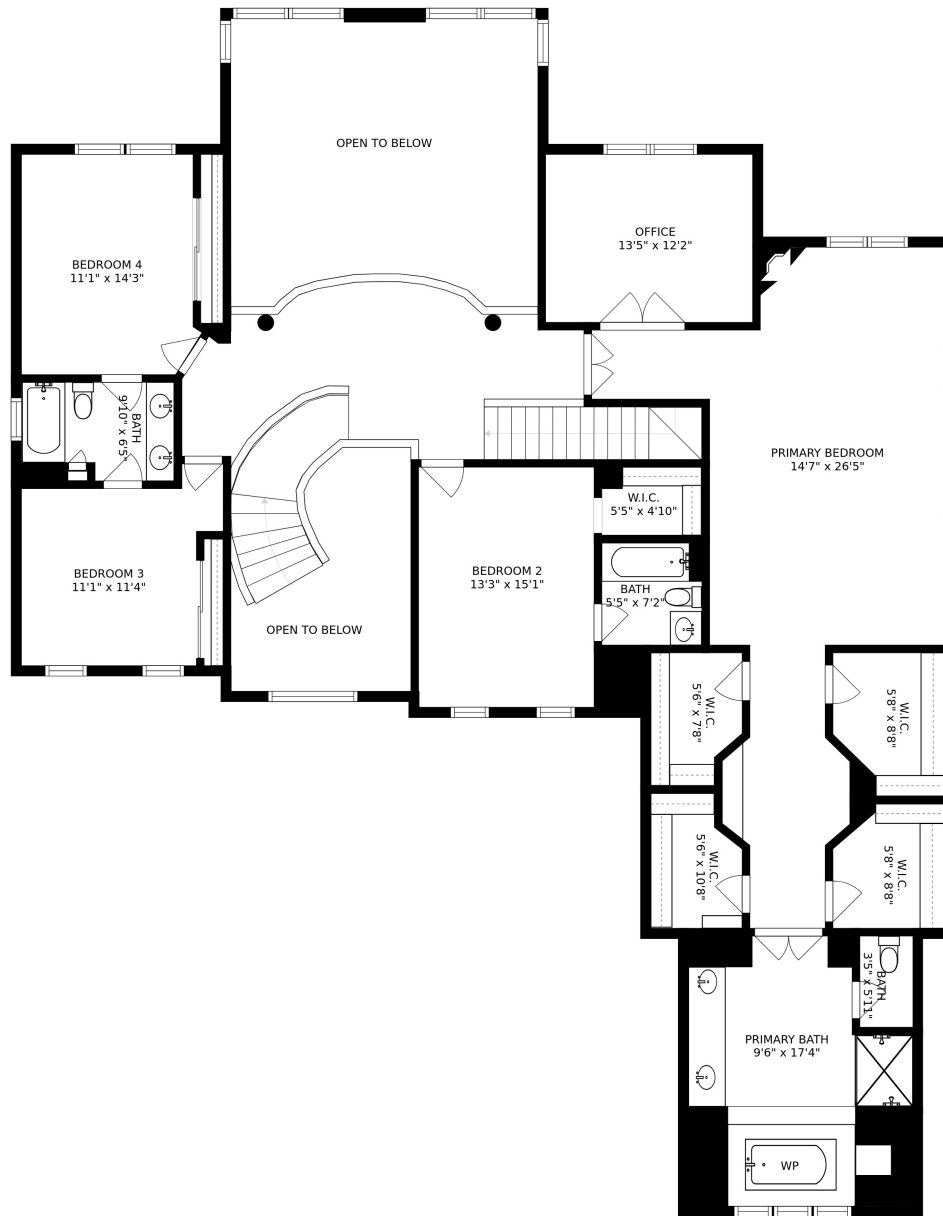 OPEN TO BELOW
OFFICE
13'5" x 12'2"
BEDROOM 4
11'1" x 14'3"
BATH
9'10" x 6'5"
PRIMARY BEDROOM
14'7" x 26'5"
W.I.C.
5'5" x 4'10"
BEDROOM 3
11'1" x 11'4"
BEDROOM 2
13'3" x 15'1"
BATH
5'5" x 7'2"
OPEN TO BELOW
W.I.C.
5'6" x 7'8"
W.I.C.
5'8" x 8'8"
W.I.C.
5'6" x 10'8"
W.I.C.
5'8" x 8'8"
BATH
3'5" x 5'11"
PRIMARY BATH
9'6" x 17'4"
WP